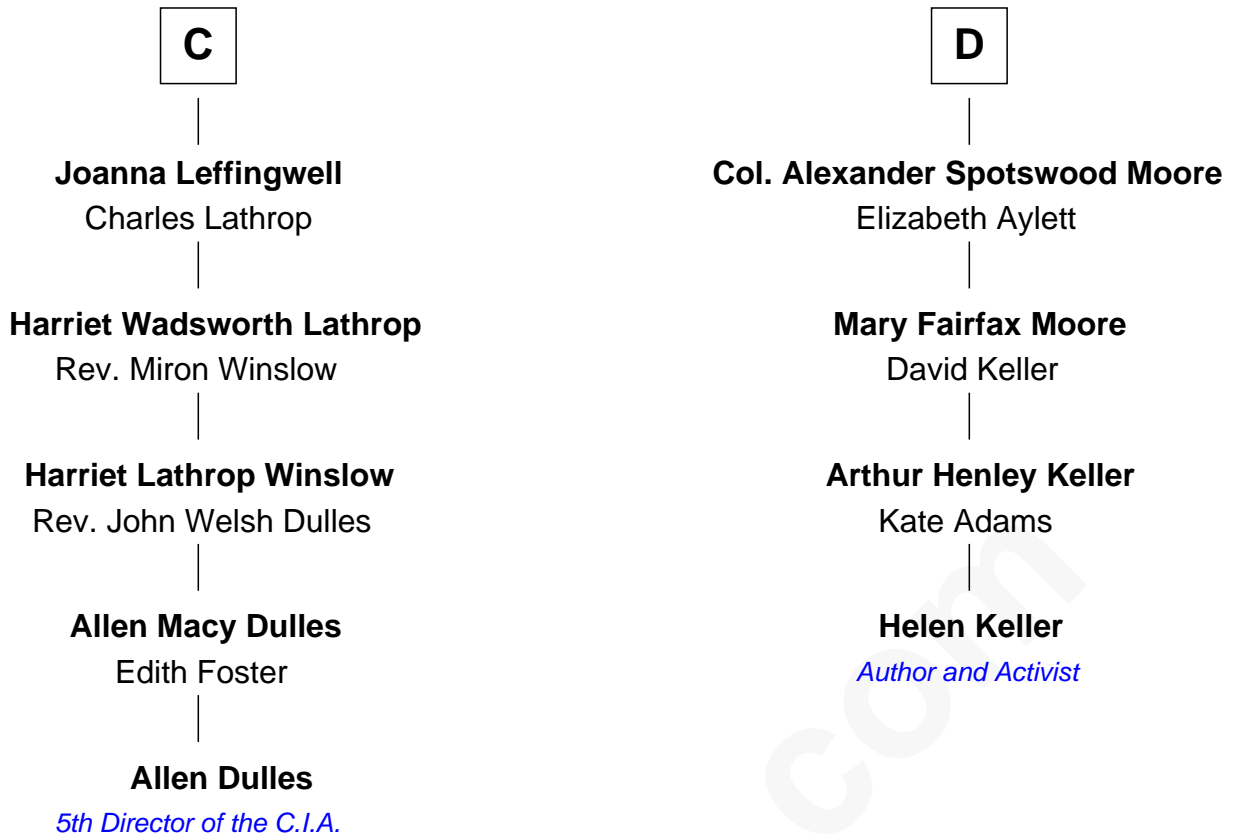 C
Joanna Leffingwell
Charles Lathrop
Harriet Wadsworth Lathrop
Rev. Miron Winslow
Harriet Lathrop Winslow
Rev. John Welsh Dulles
Allen Macy Dulles
Edith Foster
Allen Dulles
5th Director of the C.I.A.
D
Col. Alexander Spotswood Moore
Elizabeth Aylett
Mary Fairfax Moore
David Keller
Arthur Henley Keller
Kate Adams
Helen Keller
Author and Activist
com